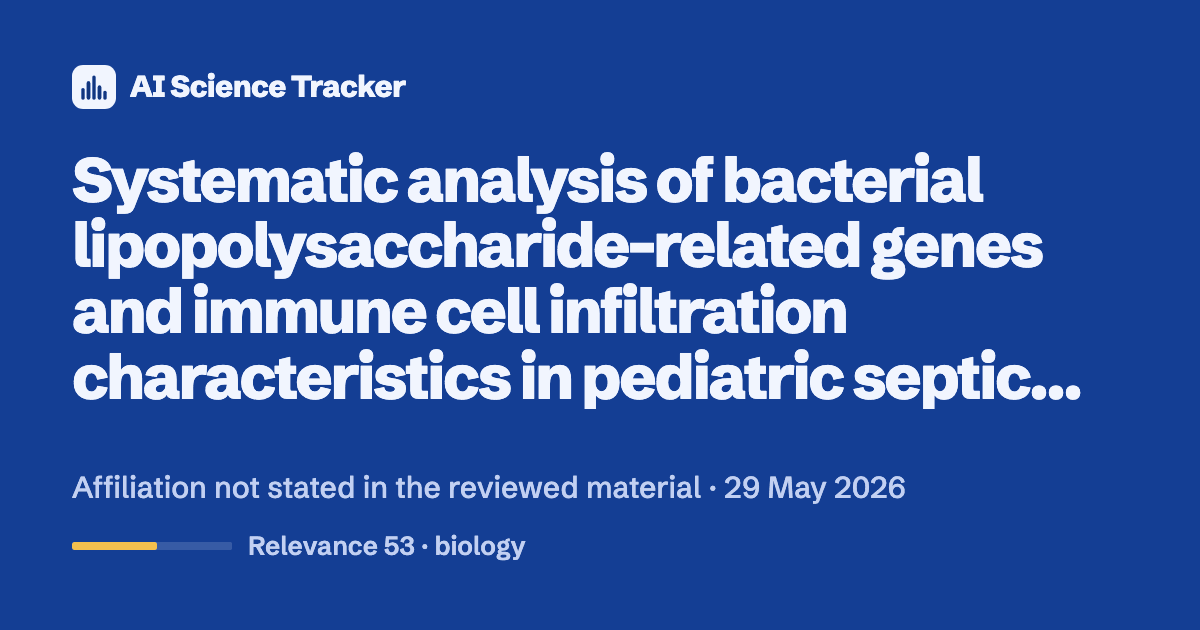 AI Science Tracker
Systematic analysis of bacterial
lipopolysaccharide-related genes
and immune cell infiltration
characteristics in pediatric septic...
Affiliation not stated in the reviewed material · 29 May 2026
Relevance 53 · biology